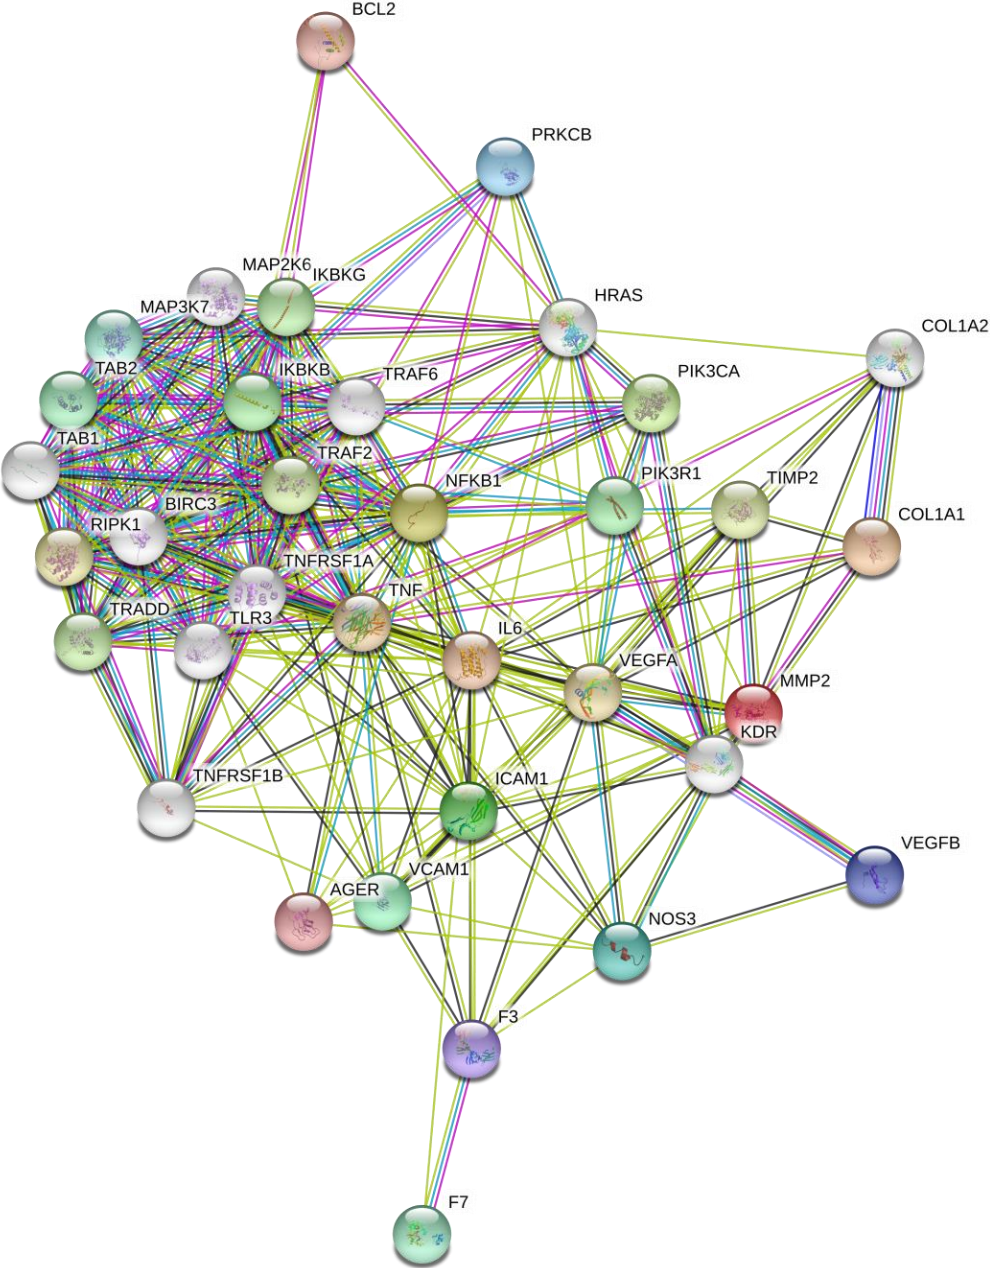 BCL2
PRKCB
MAP2K6
IKBKG
HRAS
MAP3K7
COL1A2
TAB2
IKBKB
TRAF6
PIK3CA
TAB1
TRAF2
NFKB1
PIK3R1
TIMP2
BIRC3
COL1A1
RIPK1
TNFRSF1A
TNF
TRADD
TLR3
IL6
VEGFA
MMP2
KDR
TNFRSF1B
ICAM1
VEGFB
VCAM1
AGER
NOS3
F3
F7